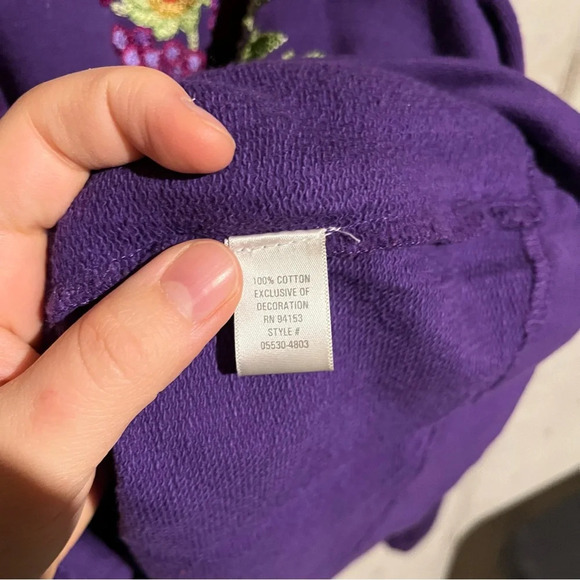 100% COTTON
EXCLUSIVE OF
DECORATION
RN 94153
STYLE #
05530-4803